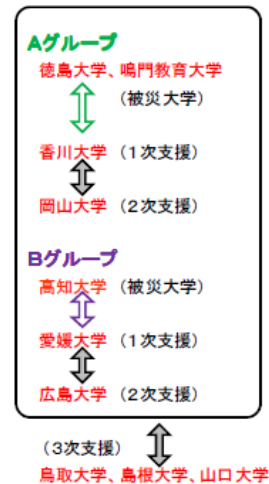 Aグループ
徳島大学、鳴門教育大学
(被災大学)
香川大学 (1次支援)
岡山大学 (2次支援)
Bグループ
高知大学 (被災大学)
愛媛大学 (1次支援)
広島大学 (2次支援)
(3次支援)
鳥取大学、島根大学、山口大学